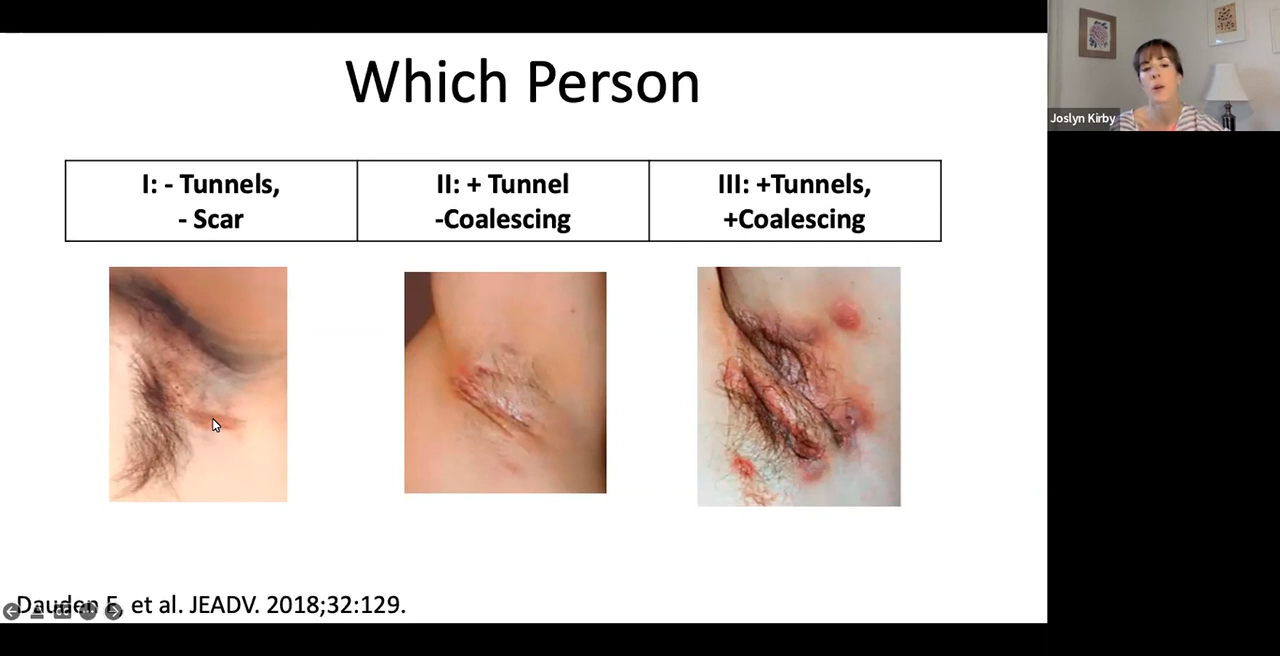 Which Person
Joslyn Kirby
I: - Tunnels,
- Scar
II: + Tunnel
-Coalescing
III: +Tunnels,
+Coalescing
Dauden E, et al. JEADV. 2018;32:129.